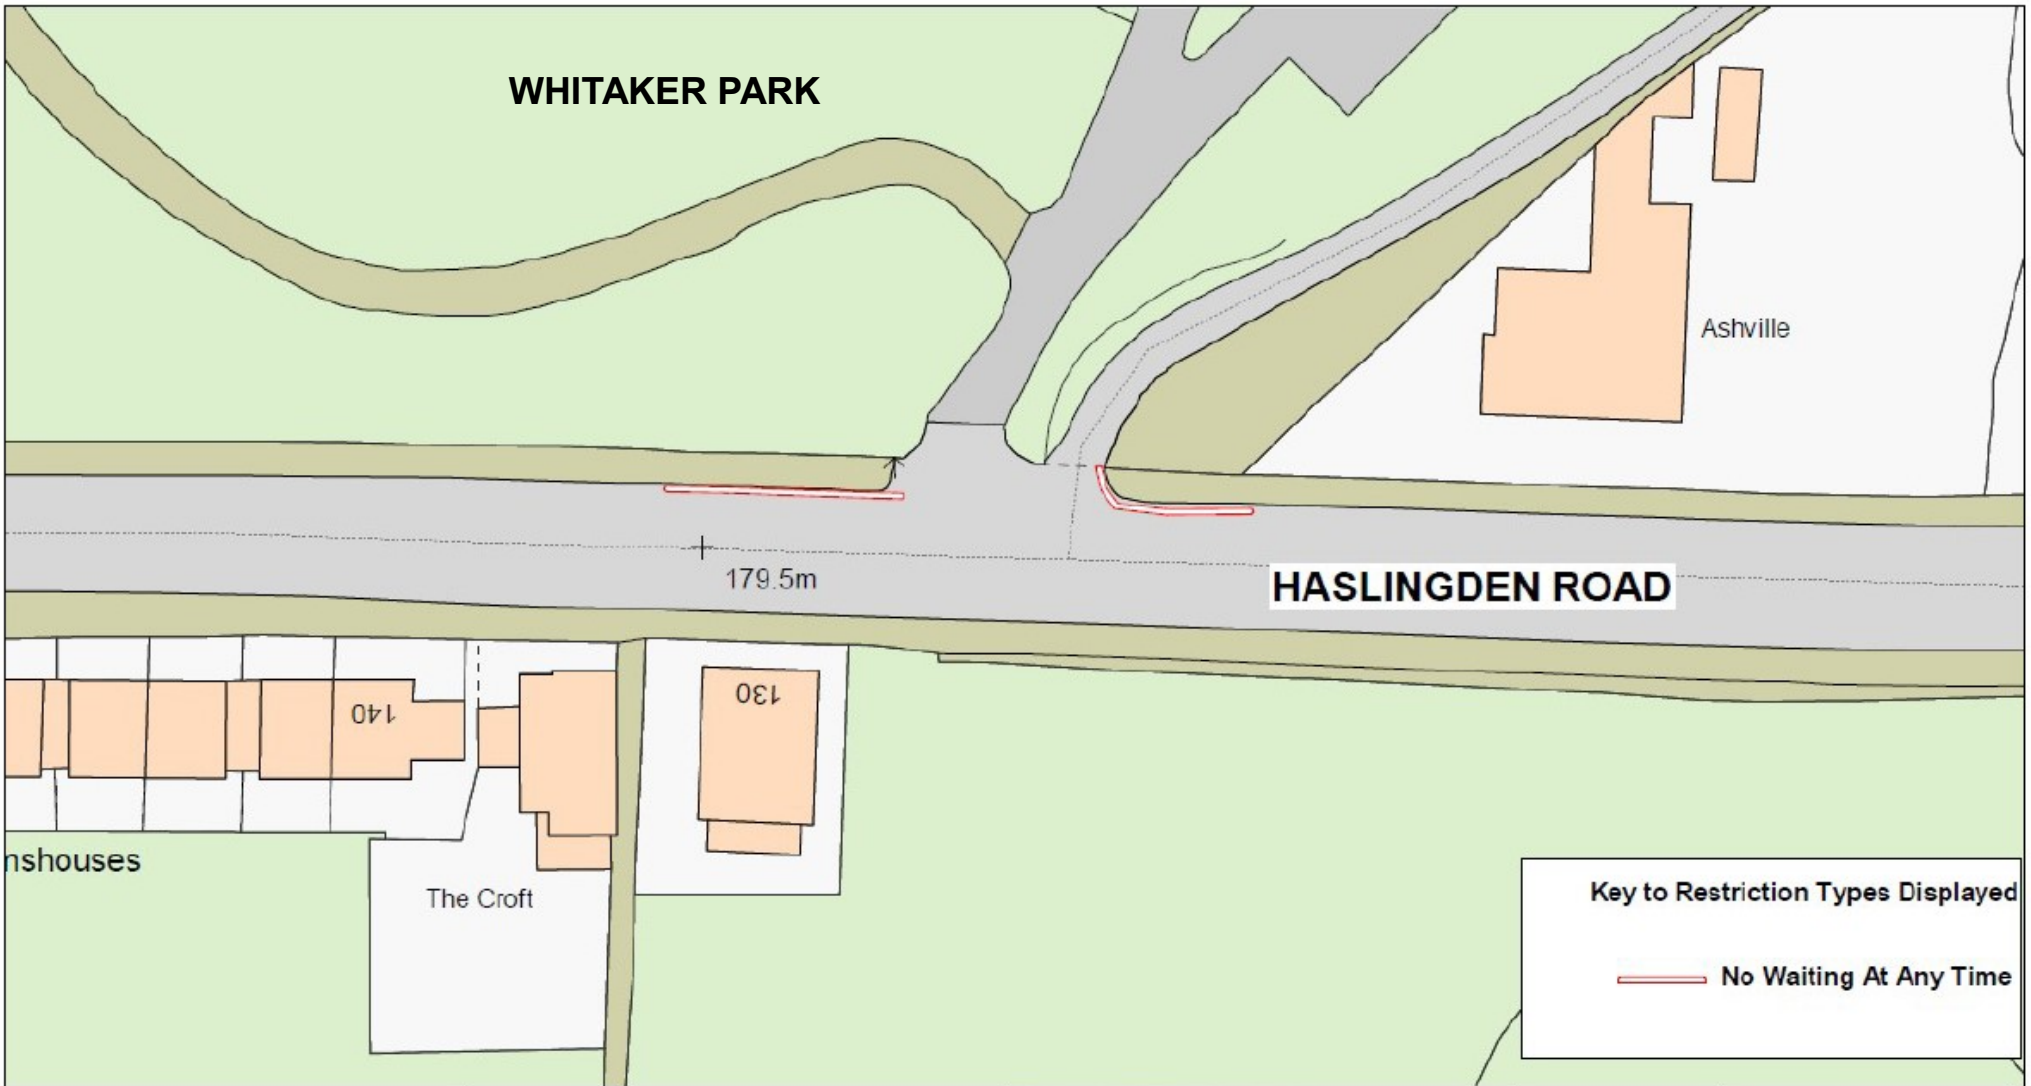 WHITAKER PARK
Ashville
179.5m
HASLINGDEN ROAD
140
130
mshouses
The Croft
Key to Restriction Types Displayed
No Waiting At Any Time